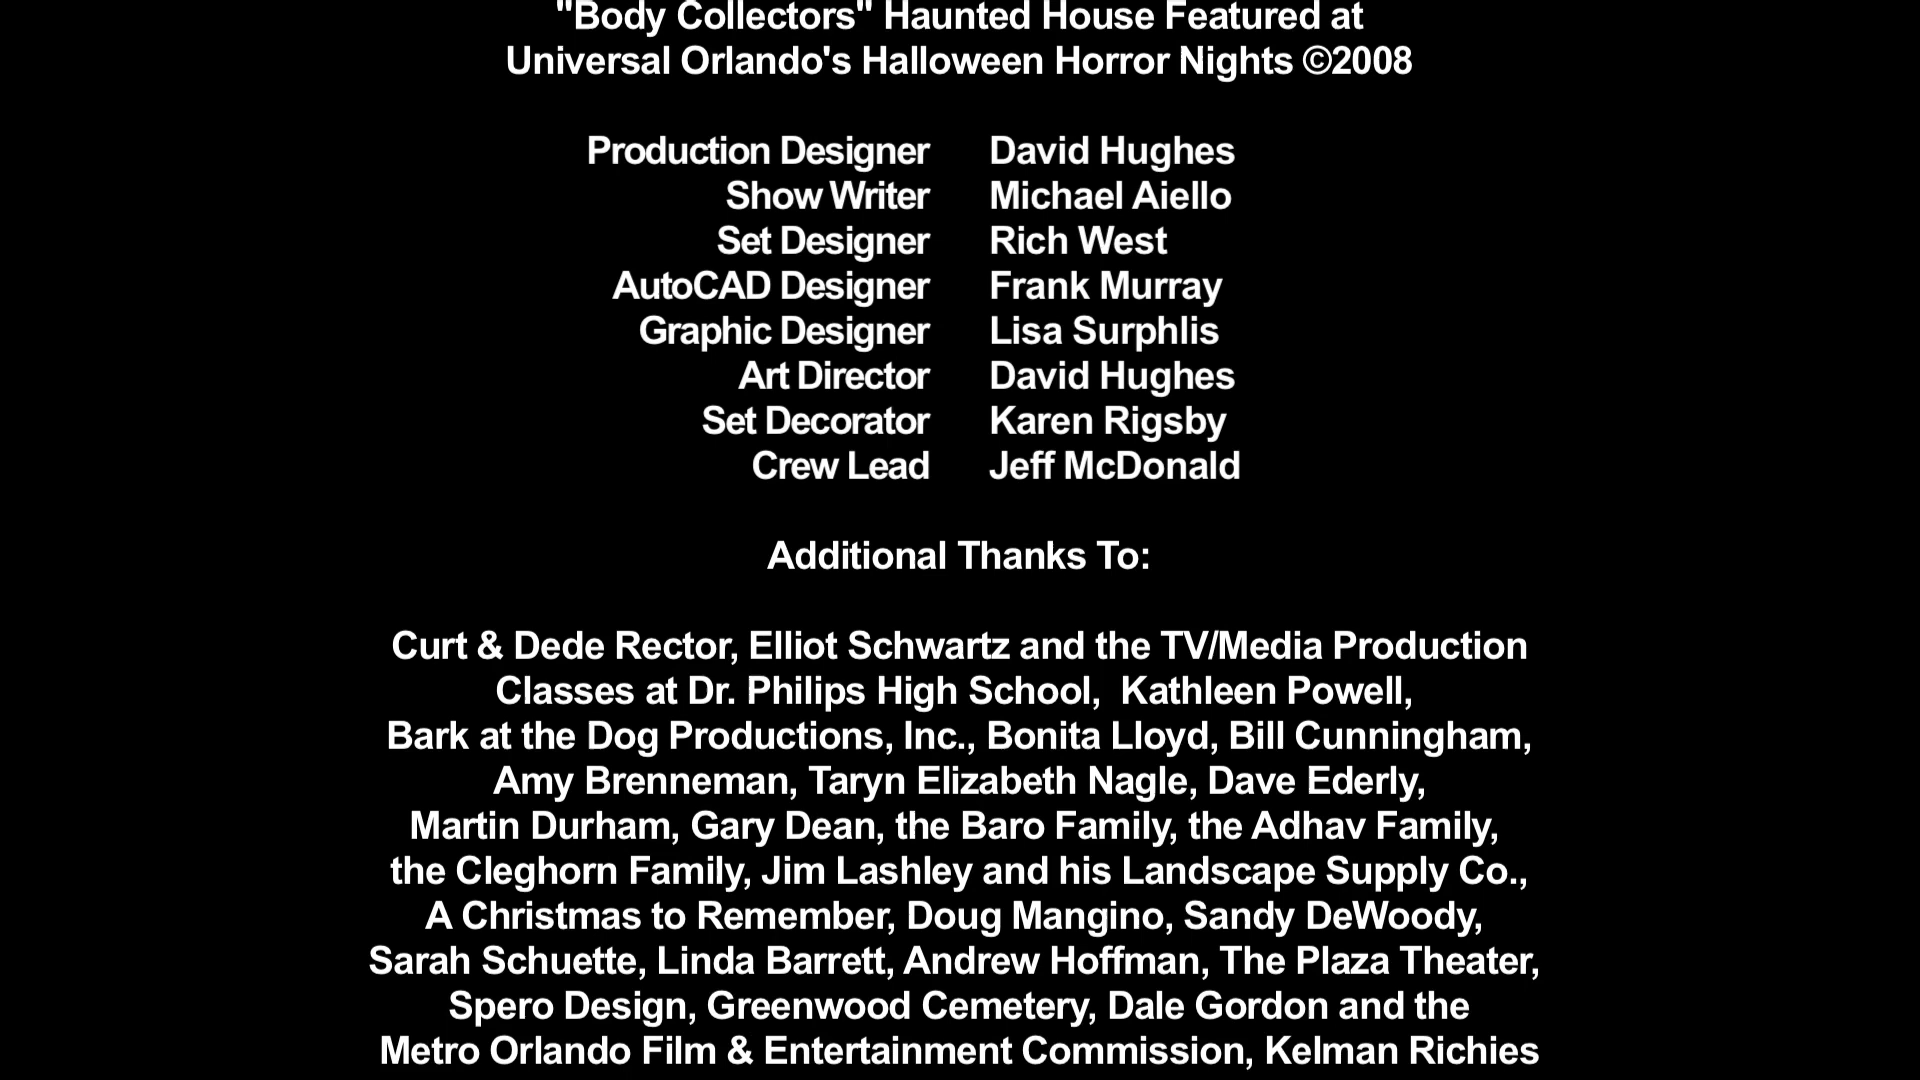 "Body Collectors" Haunted House Featured at
Universal Orlando's Halloween Horror Nights ©2008
Production Designer David Hughes
Show Writer Michael Aiello
Set Designer Rich West
AutoCAD Designer Frank Murray
Graphic Designer Lisa Surphlis
Art Director David Hughes
Set Decorator Karen Rigsby
Crew Lead Jeff McDonald
Additional Thanks To:
Curt & Dede Rector, Elliot Schwartz and the TV/Media Production
Classes at Dr. Philips High School, Kathleen Powell,
Bark at the Dog Productions, Inc., Bonita Lloyd, Bill Cunningham,
Amy Brenneman, Taryn Elizabeth Nagle, Dave Ederly,
Martin Durham, Gary Dean, the Baro Family, the Adhav Family,
the Cleghorn Family, Jim Lashley and his Landscape Supply Co.,
A Christmas to Remember, Doug Mangino, Sandy DeWoody,
Sarah Schuette, Linda Barrett, Andrew Hoffman, The Plaza Theater,
Spero Design, Greenwood Cemetery, Dale Gordon and the
Metro Orlando Film & Entertainment Commission, Kelman Richies